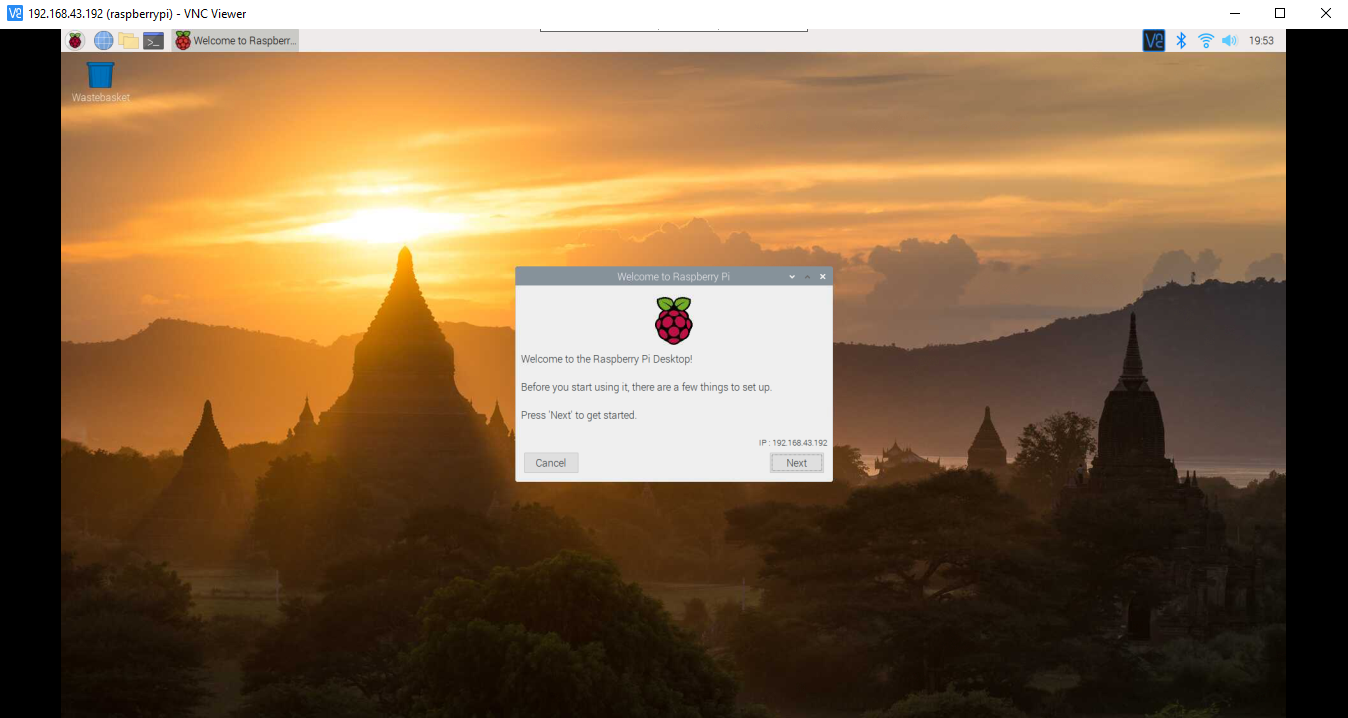 192.168.43.192 (raspberrypi) - VNC Viewer
Welcome to Raspberr...
19:53
Wastebasket
Welcome to Raspberry Pi
Welcome to the Raspberry Pi Desktop!
Before you start using it, there are a few things to set up.
Press 'Next' to get started.
IP : 192.168.43.192
Cancel
Next